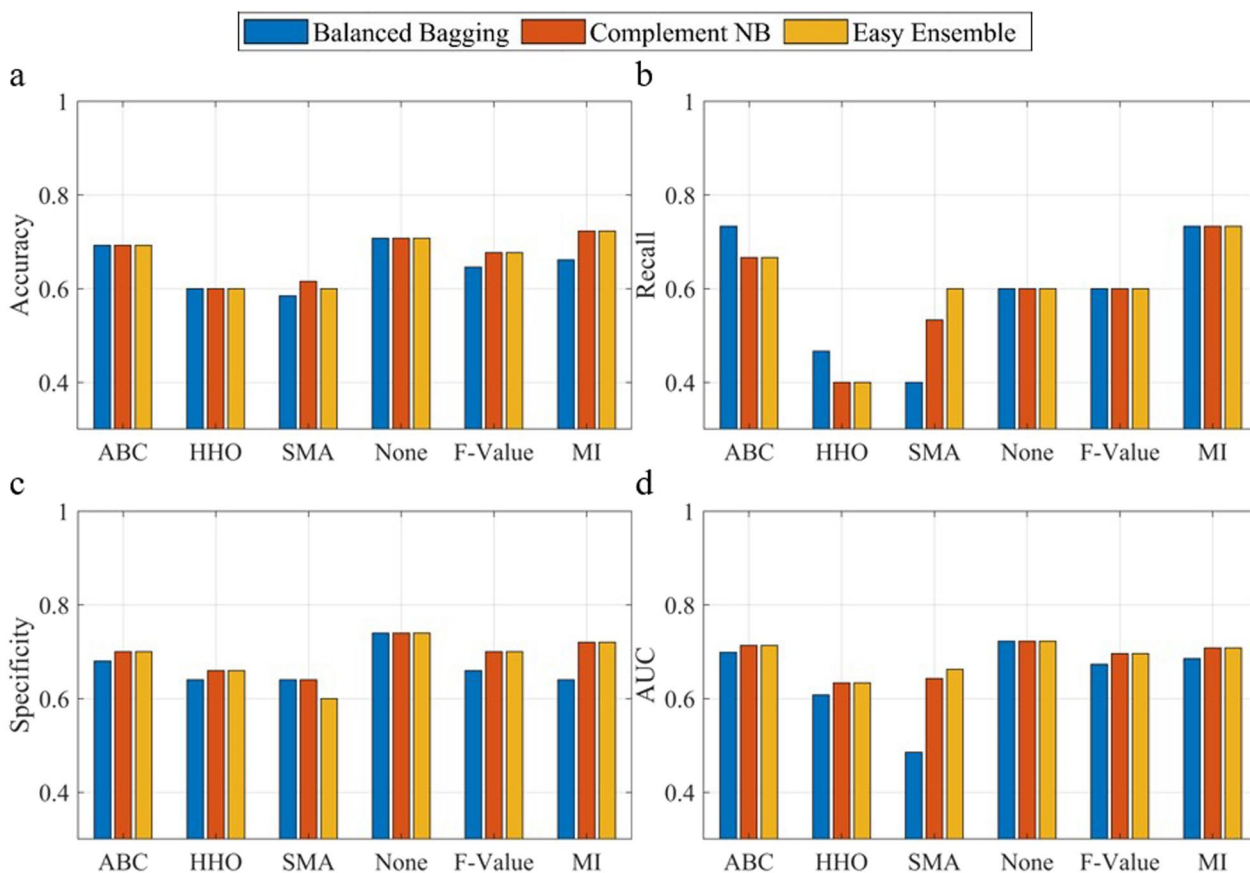 Balanced Bagging Complement NB Easy Ensemble
a
b
1
0.8
0.6
0.4
Accuracy
ABC HHO SMA None F-Value MI
1
0.8
0.6
0.4
Recall
ABC HHO SMA None F-Value MI
c
d
1
0.8
0.6
0.4
Specificity
ABC HHO SMA None F-Value MI
1
0.8
0.6
0.4
AUC
ABC HHO SMA None F-Value MI